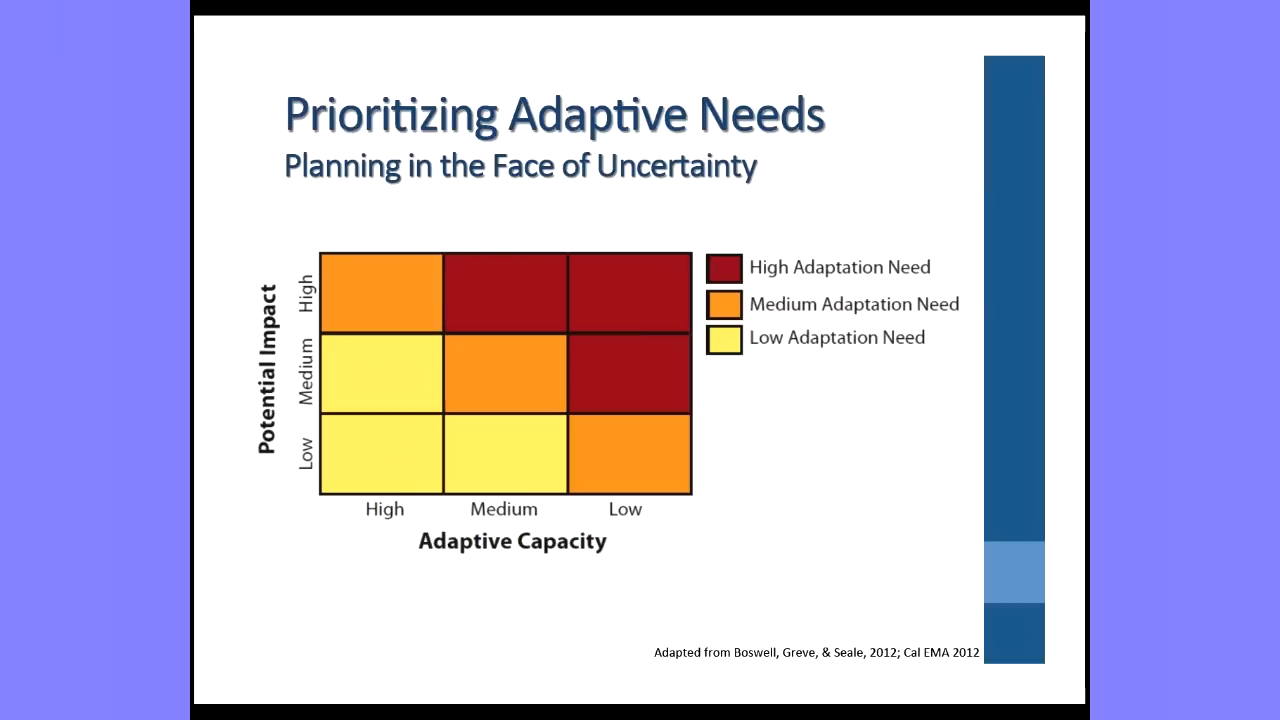 Prioritizing Adaptive Needs
Planning in the Face of Uncertainty
Potential Impact
High
Medium
Low
High Adaptation Need
Medium Adaptation Need
Low Adaptation Need
High Medium Low
Adaptive Capacity
Adapted from Boswell, Greve, & Seale, 2012; Cal EMA 2012